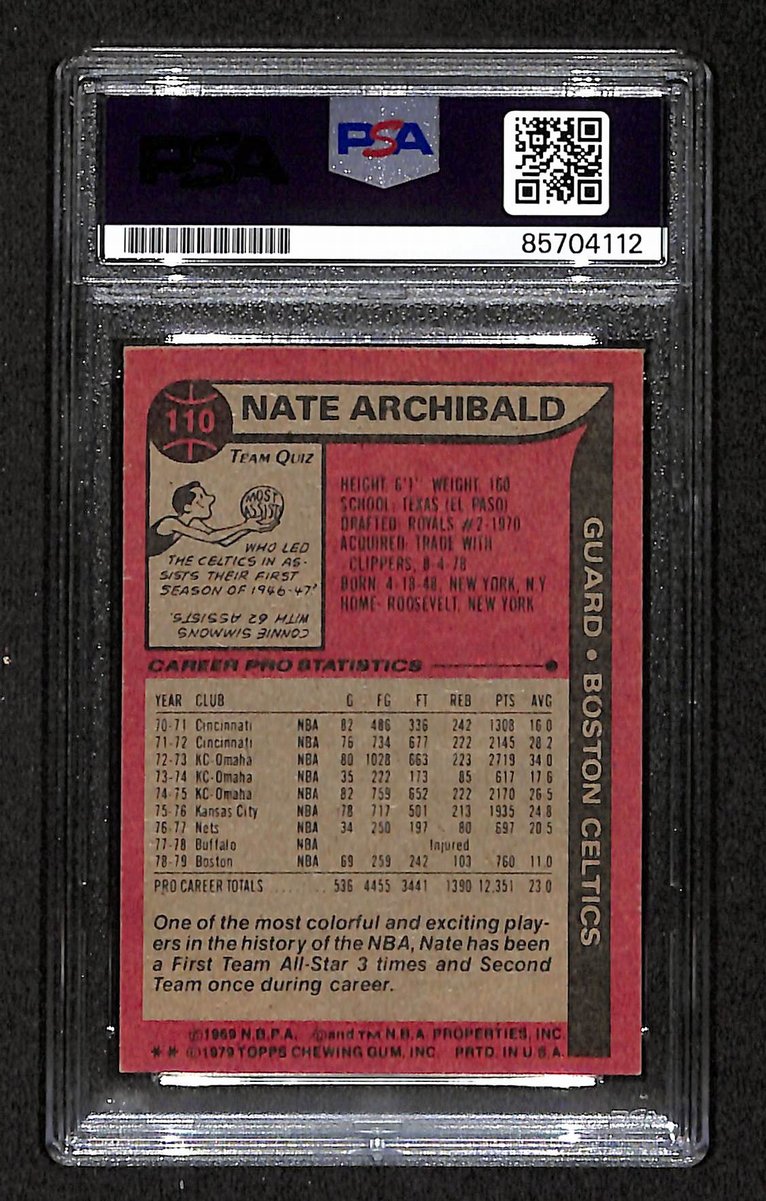 PSA
PSA
85704112
110
NATE ARCHIBALD
TEAM QUIZ
MOST
ASSIST
WHO LED
THE CELTICS IN AS-
SISTS THEIR FIRST
SEASON OF 1946-47?
CONNIE SIMMONS
WITH 62 ASSISTS.
HEIGHT: 6'1" WEIGHT: 160
SCHOOL: TEXAS (EL PASO)
DRAFTED: ROYALS #2-1970
ACQUIRED: TRADE WITH
CLIPPERS, 8-4-78
BORN: 4-18-48, NEW YORK, N.Y.
HOME: ROOSEVELT, NEW YORK
GUARD • BOSTON CELTICS
CAREER PRO STATISTICS
YEAR CLUB G FG FT REB PTS AVG
70-71 Cincinnati NBA 82 486 336 242 1308 16.0
71-72 Cincinnati NBA 76 734 677 222 2145 28.2
72-73 KC-Omaha NBA 80 1028 663 223 2719 34.0
73-74 KC-Omaha NBA 35 222 173 85 617 17.6
74-75 KC-Omaha NBA 82 759 652 222 2170 26.5
75-76 Kansas City NBA 78 717 501 213 1935 24.8
76-77 Nets NBA 34 250 197 80 697 20.5
77-78 Buffalo NBA Injured
78-79 Boston NBA 69 259 242 103 760 11.0
PRO CAREER TOTALS ........ 536 4455 3441 1390 12,351 23.0
One of the most colorful and exciting play-
ers in the history of the NBA, Nate has been
a First Team All-Star 3 times and Second
Team once during career.
©1969 N.B.P.A. ©and TM N.B.A. PROPERTIES, INC.
** ©1979 TOPPS CHEWING GUM, INC. PRTD. IN U.S.A.